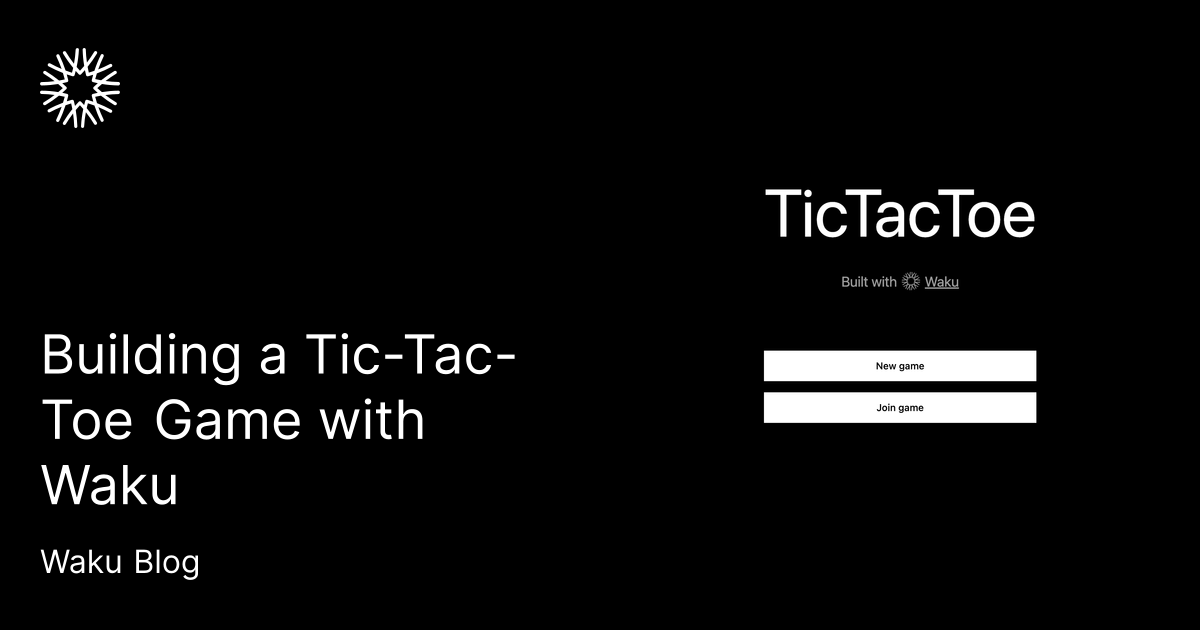 Building a Tic-Tac-
Toe Game with
Waku
Waku Blog
TicTacToe
Built with Waku
New game
Join game